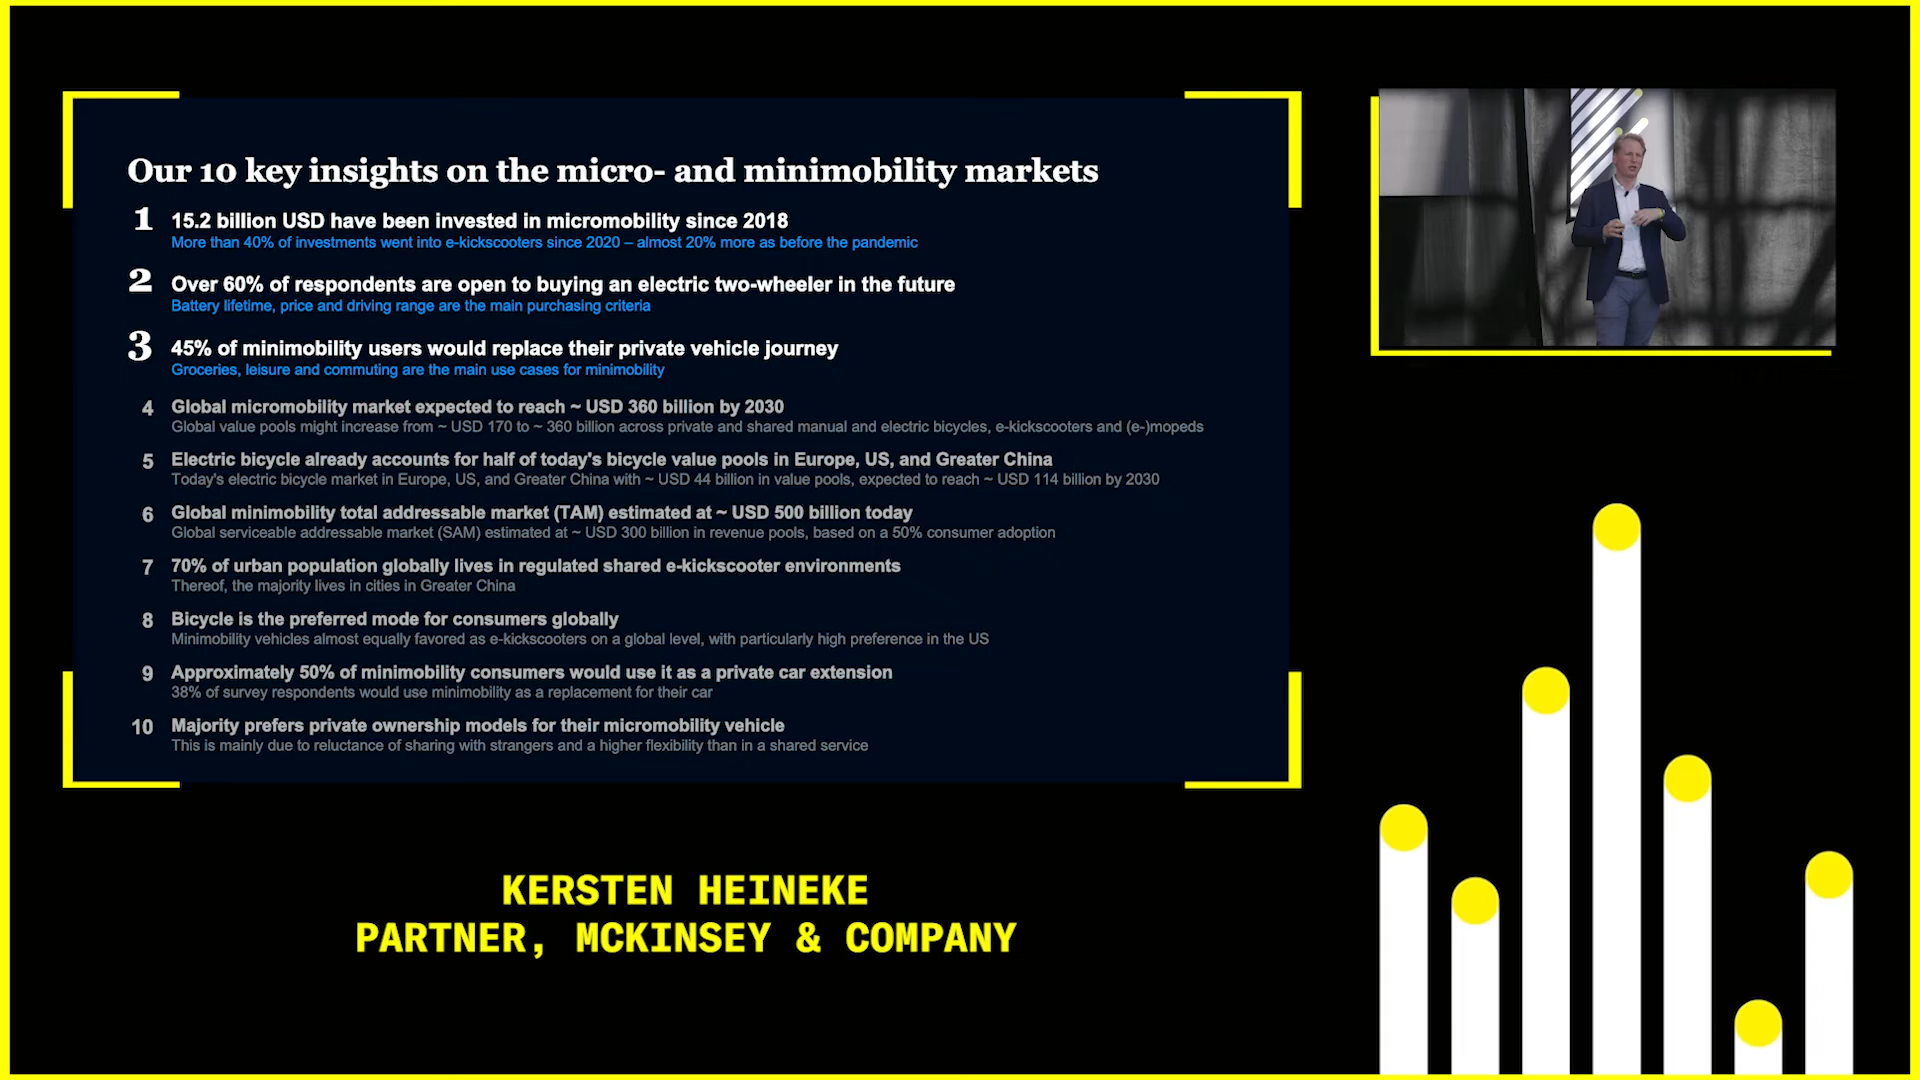 Our 10 key insights on the micro- and minimobility markets
1 15.2 billion USD have been invested in micromobility since 2018
More than 40% of investments went into e-kickscooters since 2020 – almost 20% more as before the pandemic
2 Over 60% of respondents are open to buying an electric two-wheeler in the future
Battery lifetime, price and driving range are the main purchasing criteria
3 45% of minimobility users would replace their private vehicle journey
Groceries, leisure and commuting are the main use cases for minimobility
4 Global micromobility market expected to reach ~ USD 360 billion by 2030
Global value pools might increase from ~ USD 170 to ~ 360 billion across private and shared manual and electric bicycles, e-kickscooters and (e-)mopeds
5 Electric bicycle already accounts for half of today's bicycle value pools in Europe, US, and Greater China
Today's electric bicycle market in Europe, US, and Greater China with ~ USD 44 billion in value pools, expected to reach ~ USD 114 billion by 2030
6 Global minimobility total addressable market (TAM) estimated at ~ USD 500 billion today
Global serviceable addressable market (SAM) estimated at ~ USD 300 billion in revenue pools, based on a 50% consumer adoption
7 70% of urban population globally lives in regulated shared e-kickscooter environments
Thereof, the majority lives in cities in Greater China
8 Bicycle is the preferred mode for consumers globally
Minimobility vehicles almost equally favored as e-kickscooters on a global level, with particularly high preference in the US
9 Approximately 50% of minimobility consumers would use it as a private car extension
38% of survey respondents would use minimobility as a replacement for their car
10 Majority prefers private ownership models for their micromobility vehicle
This is mainly due to reluctance of sharing with strangers and a higher flexibility than in a shared service
KERSTEN HEINEKE
PARTNER, MCKINSEY & COMPANY